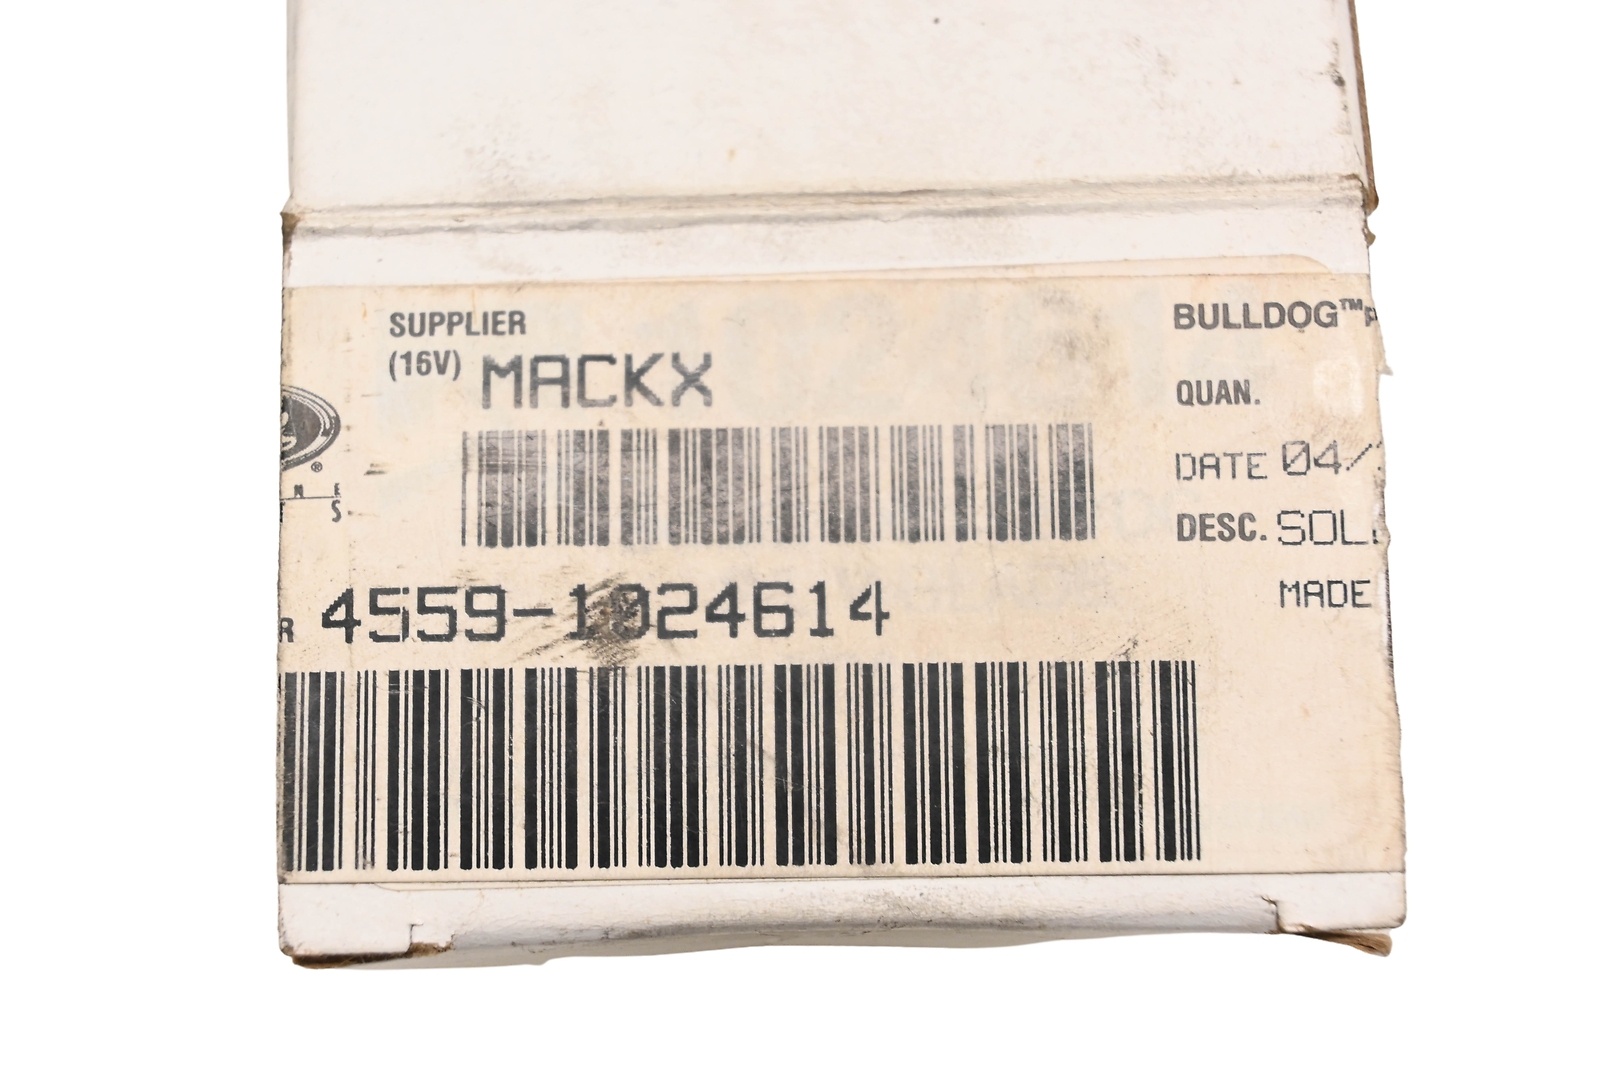 SUPPLIER
(16V) MACKX
BULLDOG™
QUAN.
DATE 04/
DESC. SOL
MADE
®
N E
S
R 4559-1024614